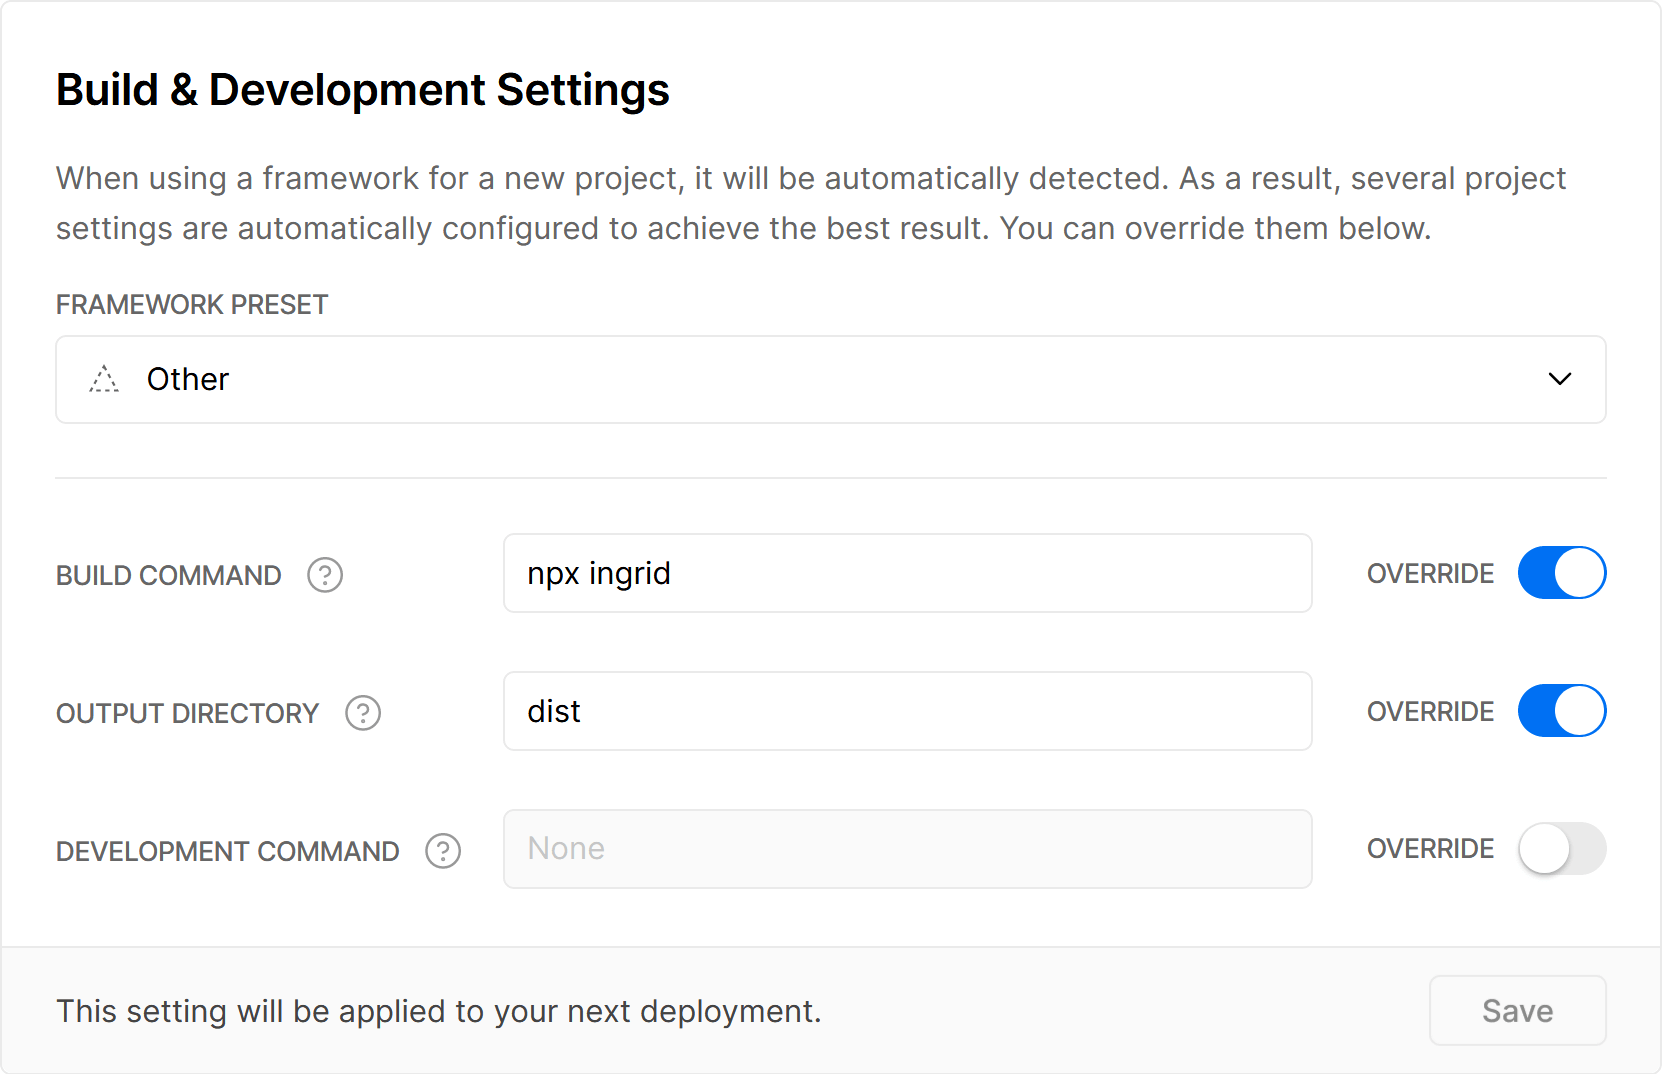 Build & Development Settings
When using a framework for a new project, it will be automatically detected. As a result, several project
settings are automatically configured to achieve the best result. You can override them below.
FRAMEWORK PRESET
Other
BUILD COMMAND ? npx ingrid OVERRIDE
OUTPUT DIRECTORY ? dist OVERRIDE
DEVELOPMENT COMMAND ? None OVERRIDE
This setting will be applied to your next deployment. Save